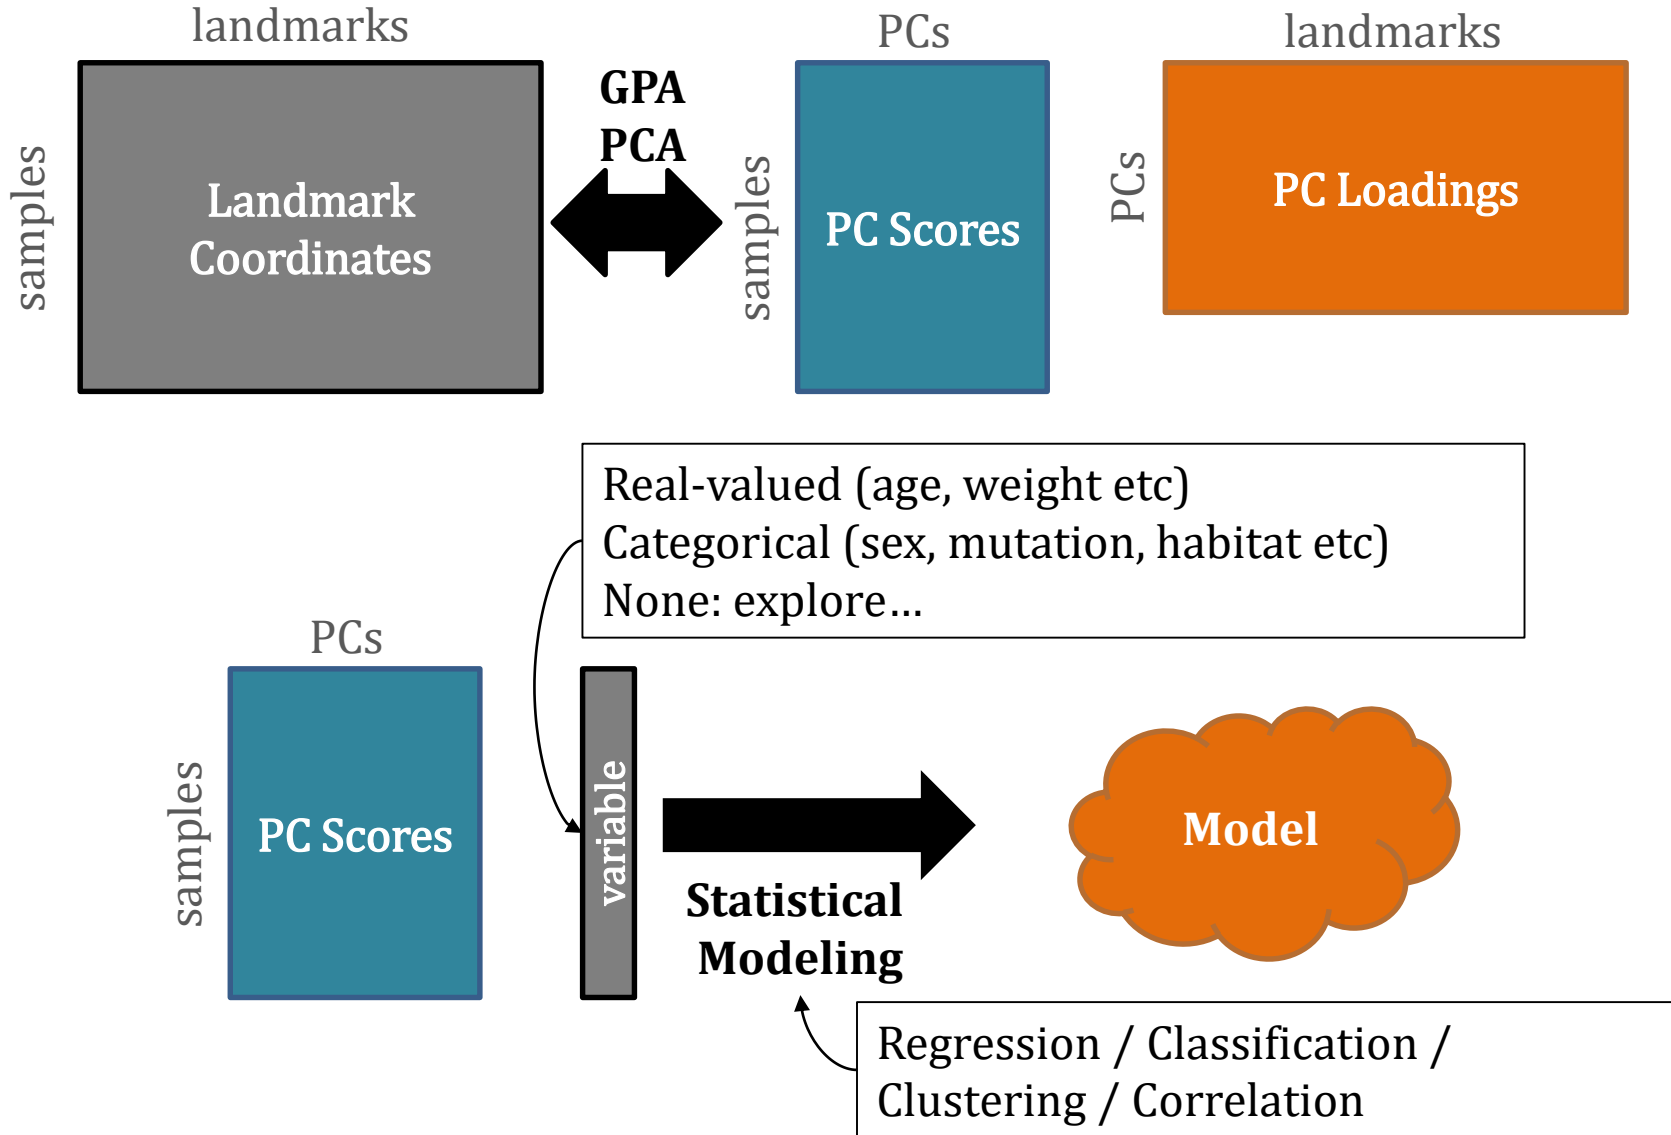 landmarks
samples
Landmark
Coordinates
GPA
PCA
PCs
samples
PC Scores
landmarks
PCs
PC Loadings
Real-valued (age, weight etc)
Categorical (sex, mutation, habitat etc)
None: explore…
PCs
samples
PC Scores
variable
Statistical
Modeling
Model
Regression / Classification /
Clustering / Correlation